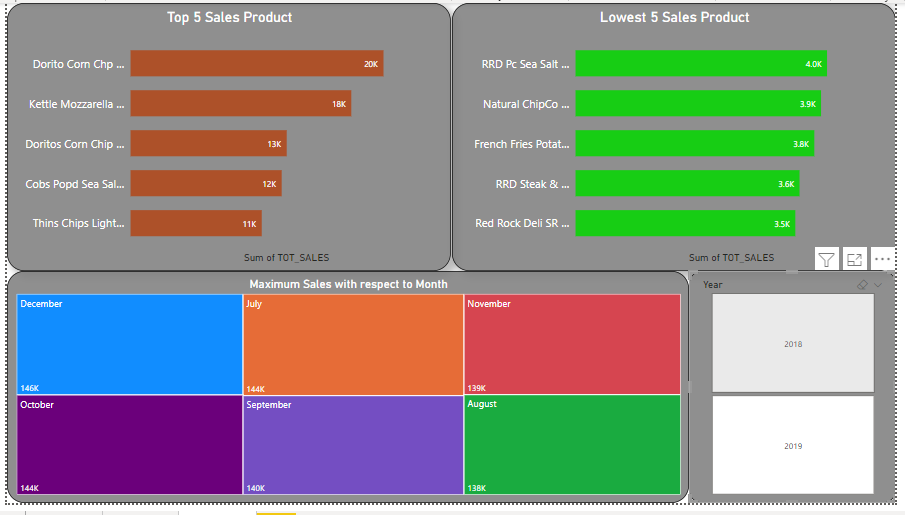 Top 5 Sales Product
Dorito Corn Chp ...
20K
Kettle Mozzarella ...
18K
Doritos Corn Chip ...
13K
Cobs Popd Sea Sal...
12K
Thins Chips Light...
11K
Sum of TOT_SALES
Lowest 5 Sales Product
RRD Pc Sea Salt ...
4.0K
Natural ChipCo ...
3.9K
French Fries Potat...
3.8K
RRD Steak & ...
3.6K
Red Rock Deli SR ...
3.5K
Sum of TOT_SALES
Maximum Sales with respect to Month
December
146K
July
144K
November
139K
October
144K
September
140K
August
138K
Year
2018
2019